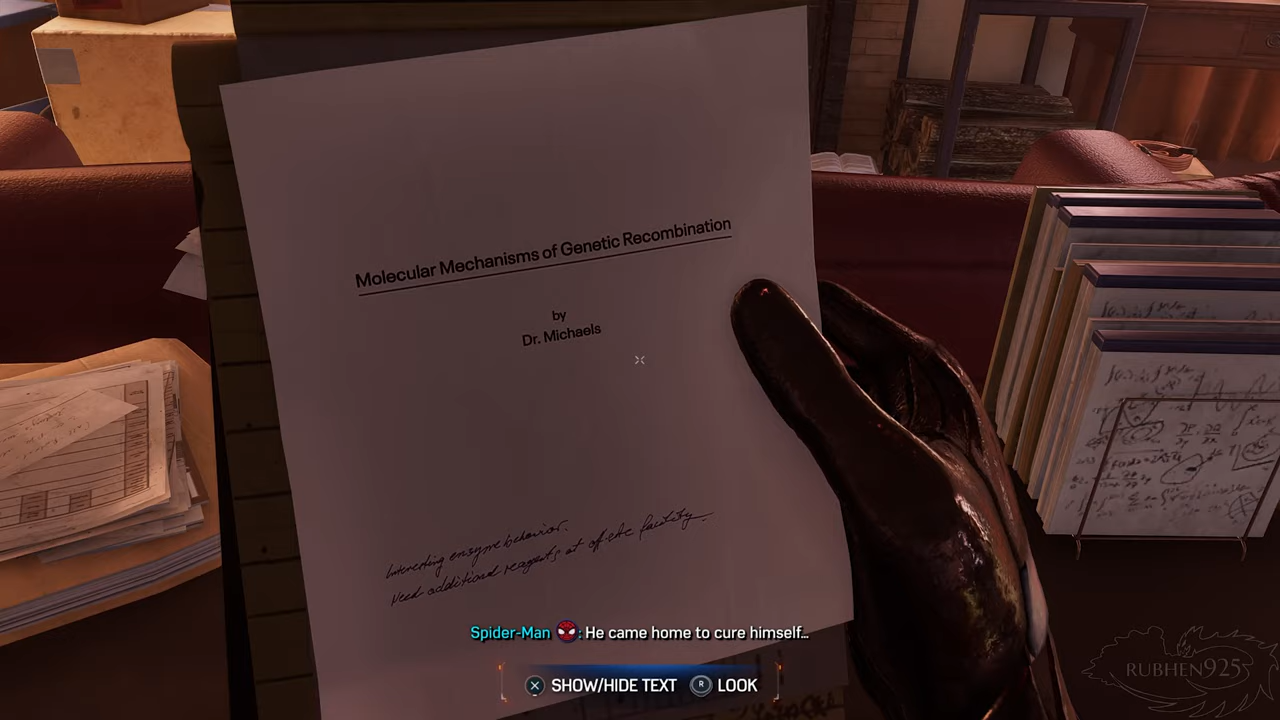 Molecular Mechanisms of Genetic Recombination
by
Dr. Michaels
Interesting enzyme behavior.
Need additional reagents at off-site facility.
Spider-Man : He came home to cure himself...
SHOW/HIDE TEXT R LOOK
RUBHEN925